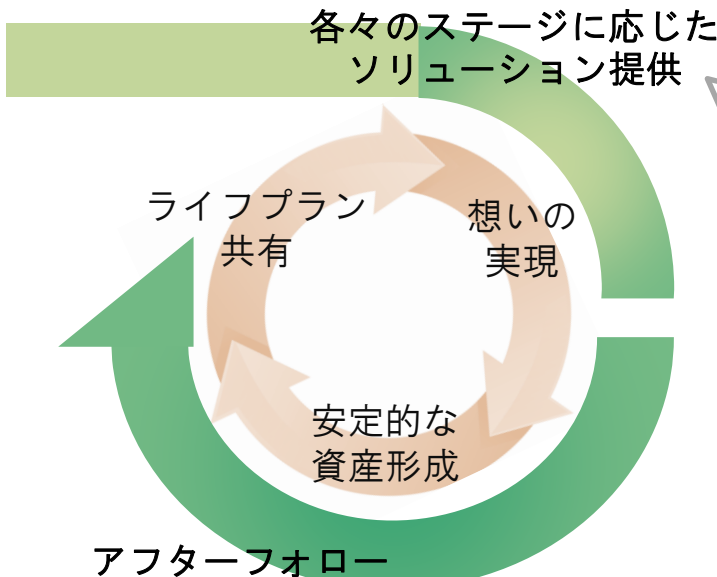 各々のステージに応じた
ソリューション提供
ライフプラン
共有
想いの
実現
安定的な
資産形成
アフターフォロー